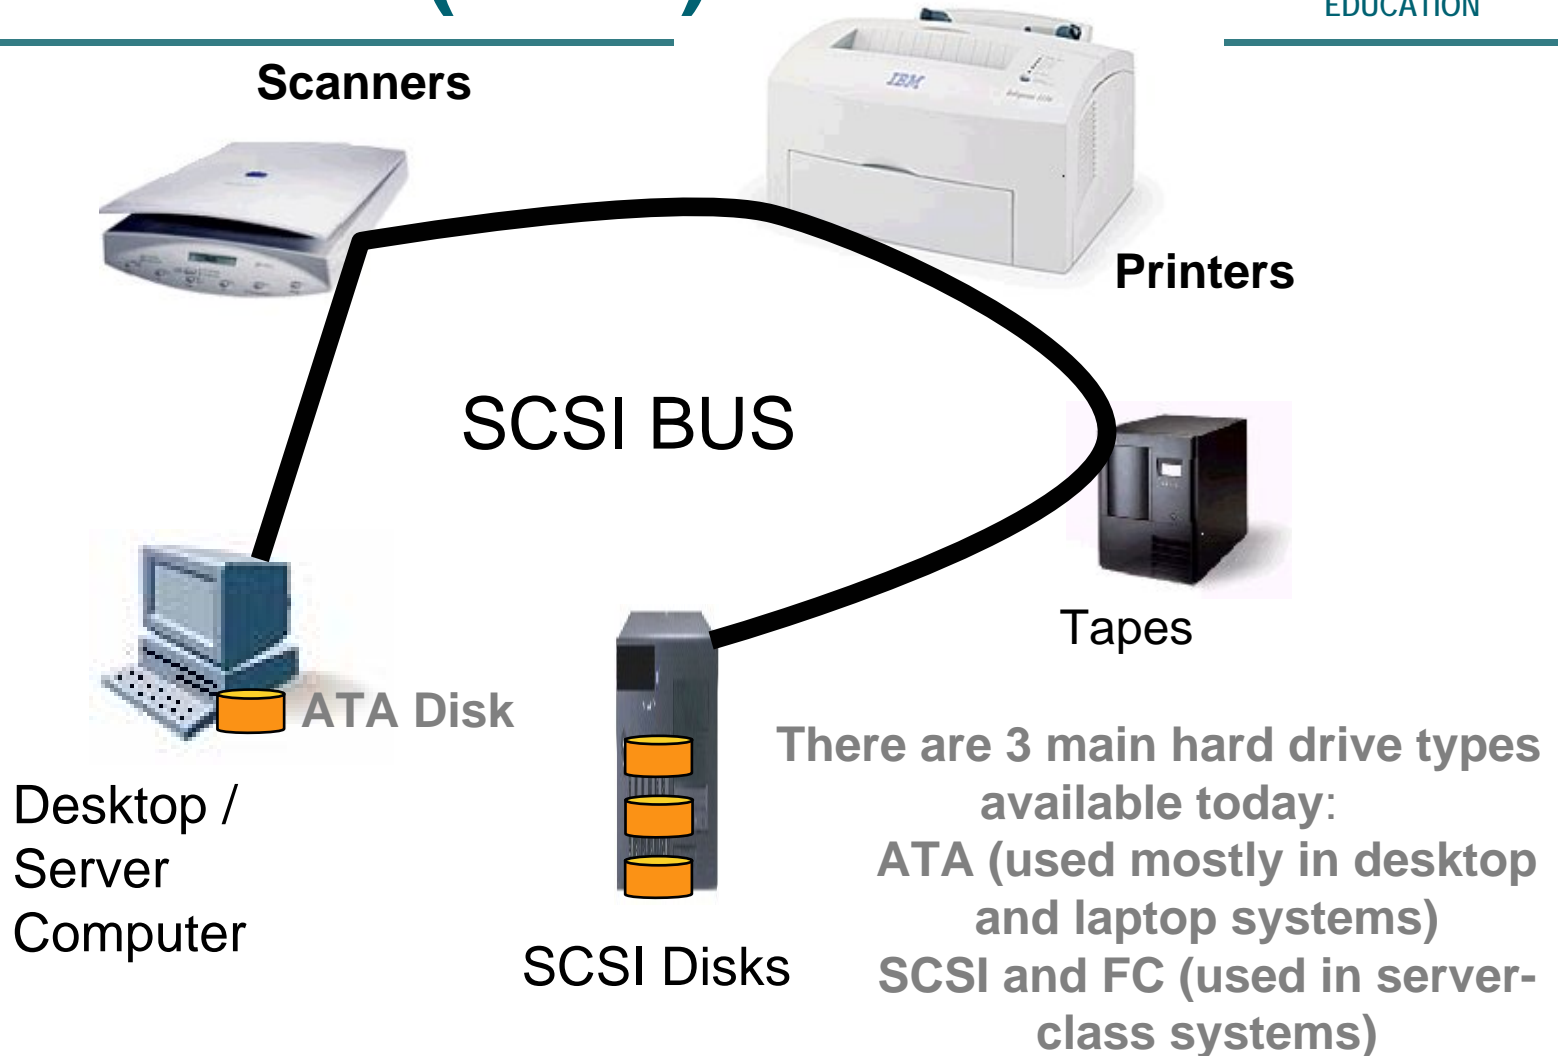 EDUCATION
Scanners
IBM
Printers
SCSI BUS
Tapes
ATA Disk
Desktop /
Server
Computer
SCSI Disks
There are 3 main hard drive types
available today:
ATA (used mostly in desktop
and laptop systems)
SCSI and FC (used in server-
class systems)